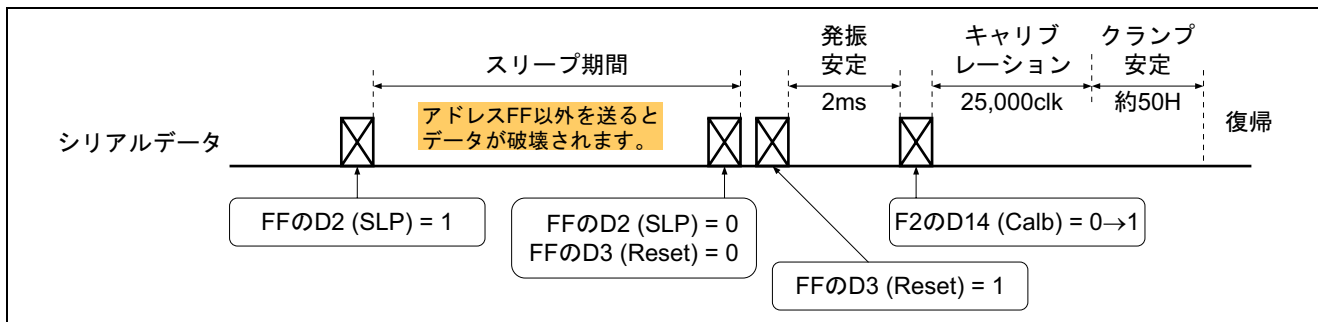 スリープ期間
発振
安定
2ms
キャリブ
レーション
25,000clk
クランプ
安定
約50H
復帰
シリアルデータ
アドレスFF以外を送ると
データが破壊されます。
FFのD2 (SLP) = 1
FFのD2 (SLP) = 0
FFのD3 (Reset) = 0
FFのD3 (Reset) = 1
F2のD14 (Calb) = 0→1